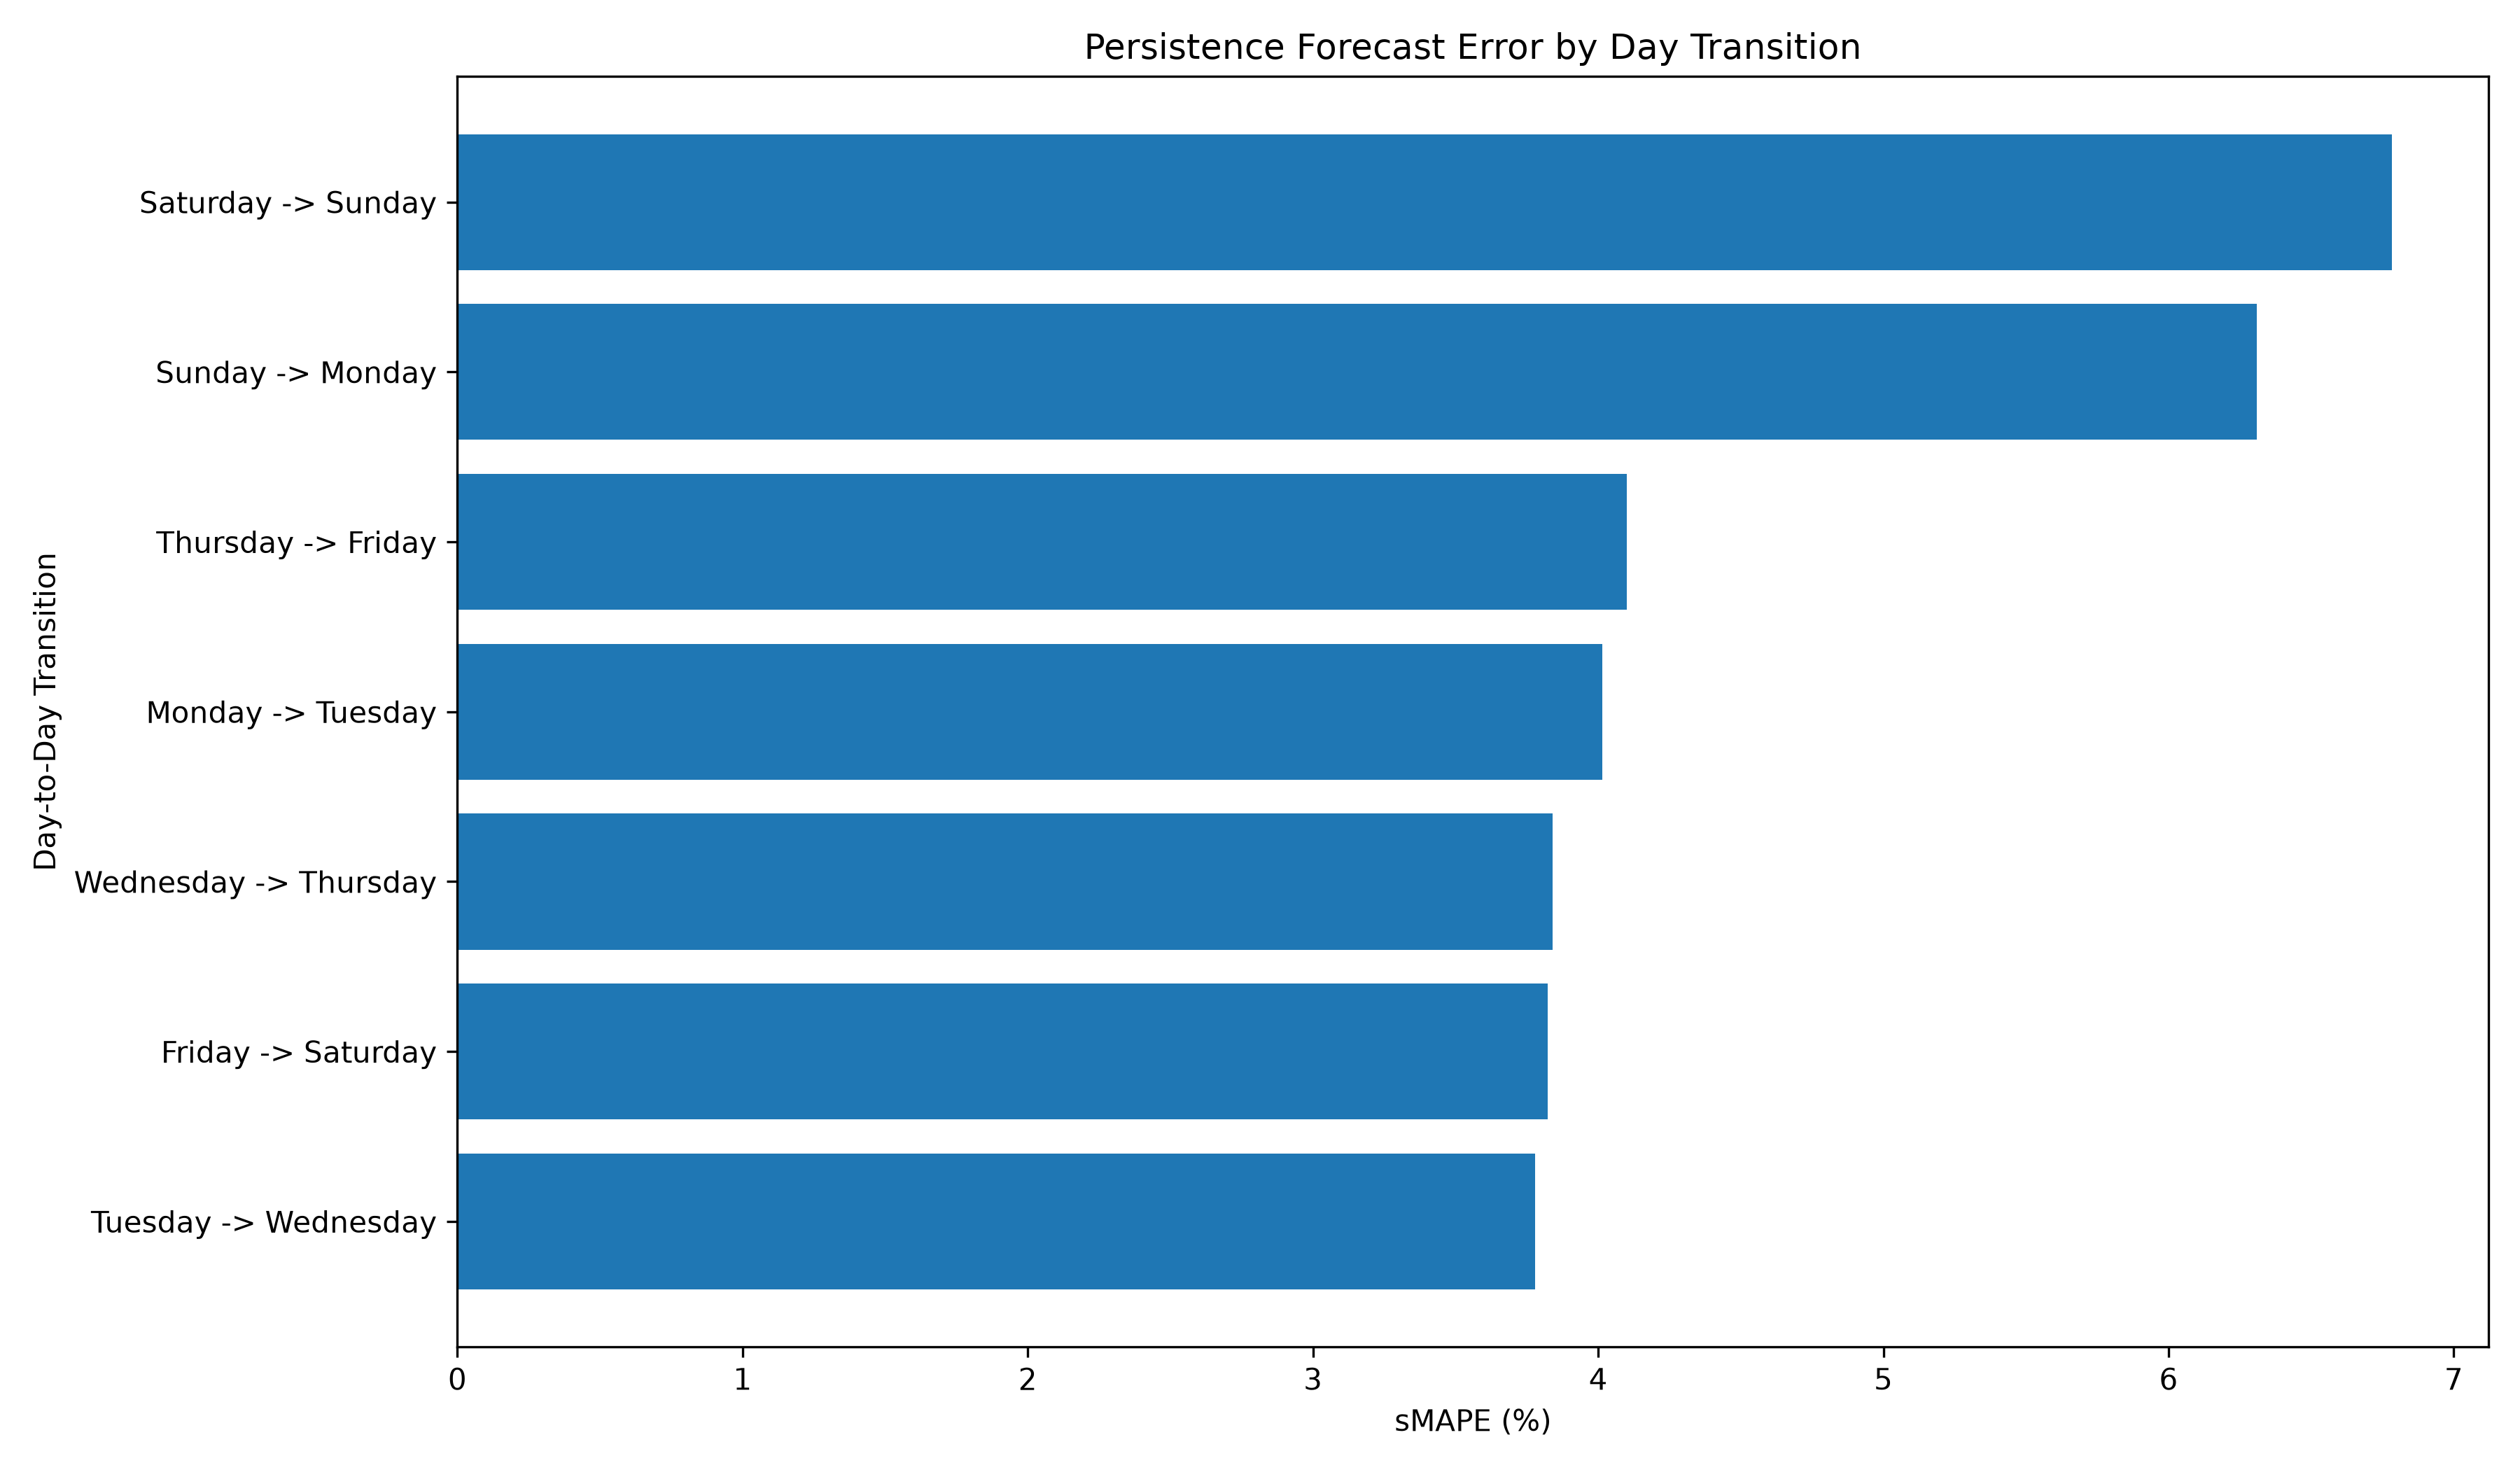 Persistence Forecast Error by Day Transition
Day-to-Day Transition
Saturday -> Sunday
Sunday -> Monday
Thursday -> Friday
Monday -> Tuesday
Wednesday -> Thursday
Friday -> Saturday
Tuesday -> Wednesday
0 1 2 3 4 5 6 7
sMAPE (%)